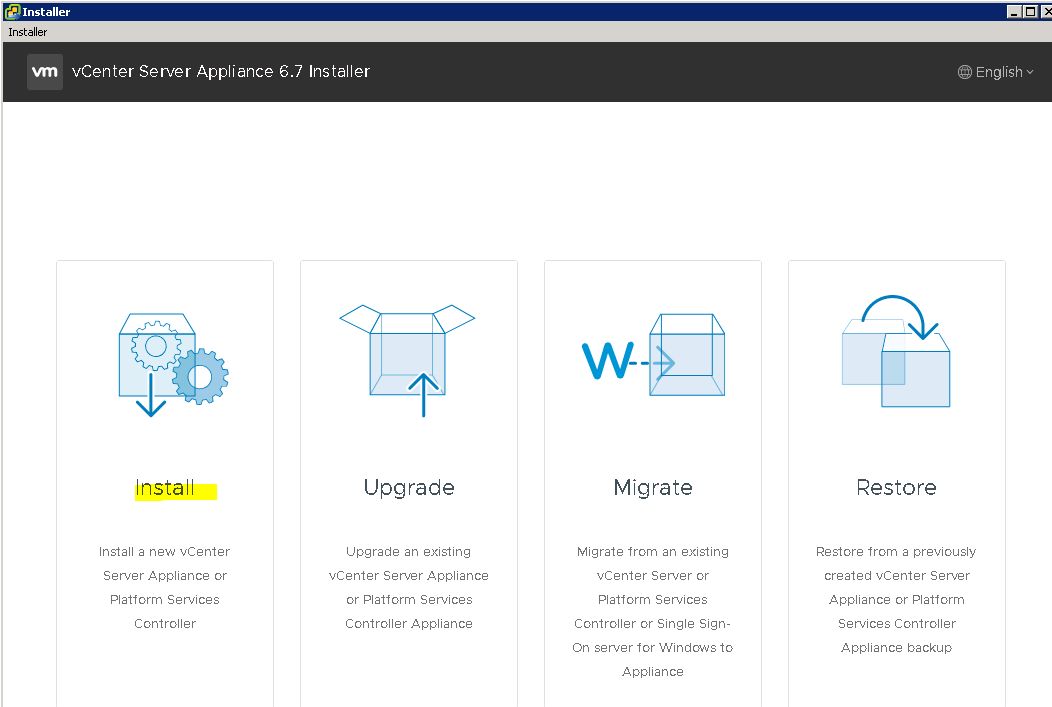 Installer
Installer
vm vCenter Server Appliance 6.7 Installer
English
Install
Install a new vCenter
Server Appliance or
Platform Services
Controller
Upgrade
Upgrade an existing
vCenter Server Appliance
or Platform Services
Controller Appliance
Migrate
Migrate from an existing
vCenter Server or
Platform Services
Controller or Single Sign-
On server for Windows to
Appliance
Restore
Restore from a previously
created vCenter Server
Appliance or Platform
Services Controller
Appliance backup